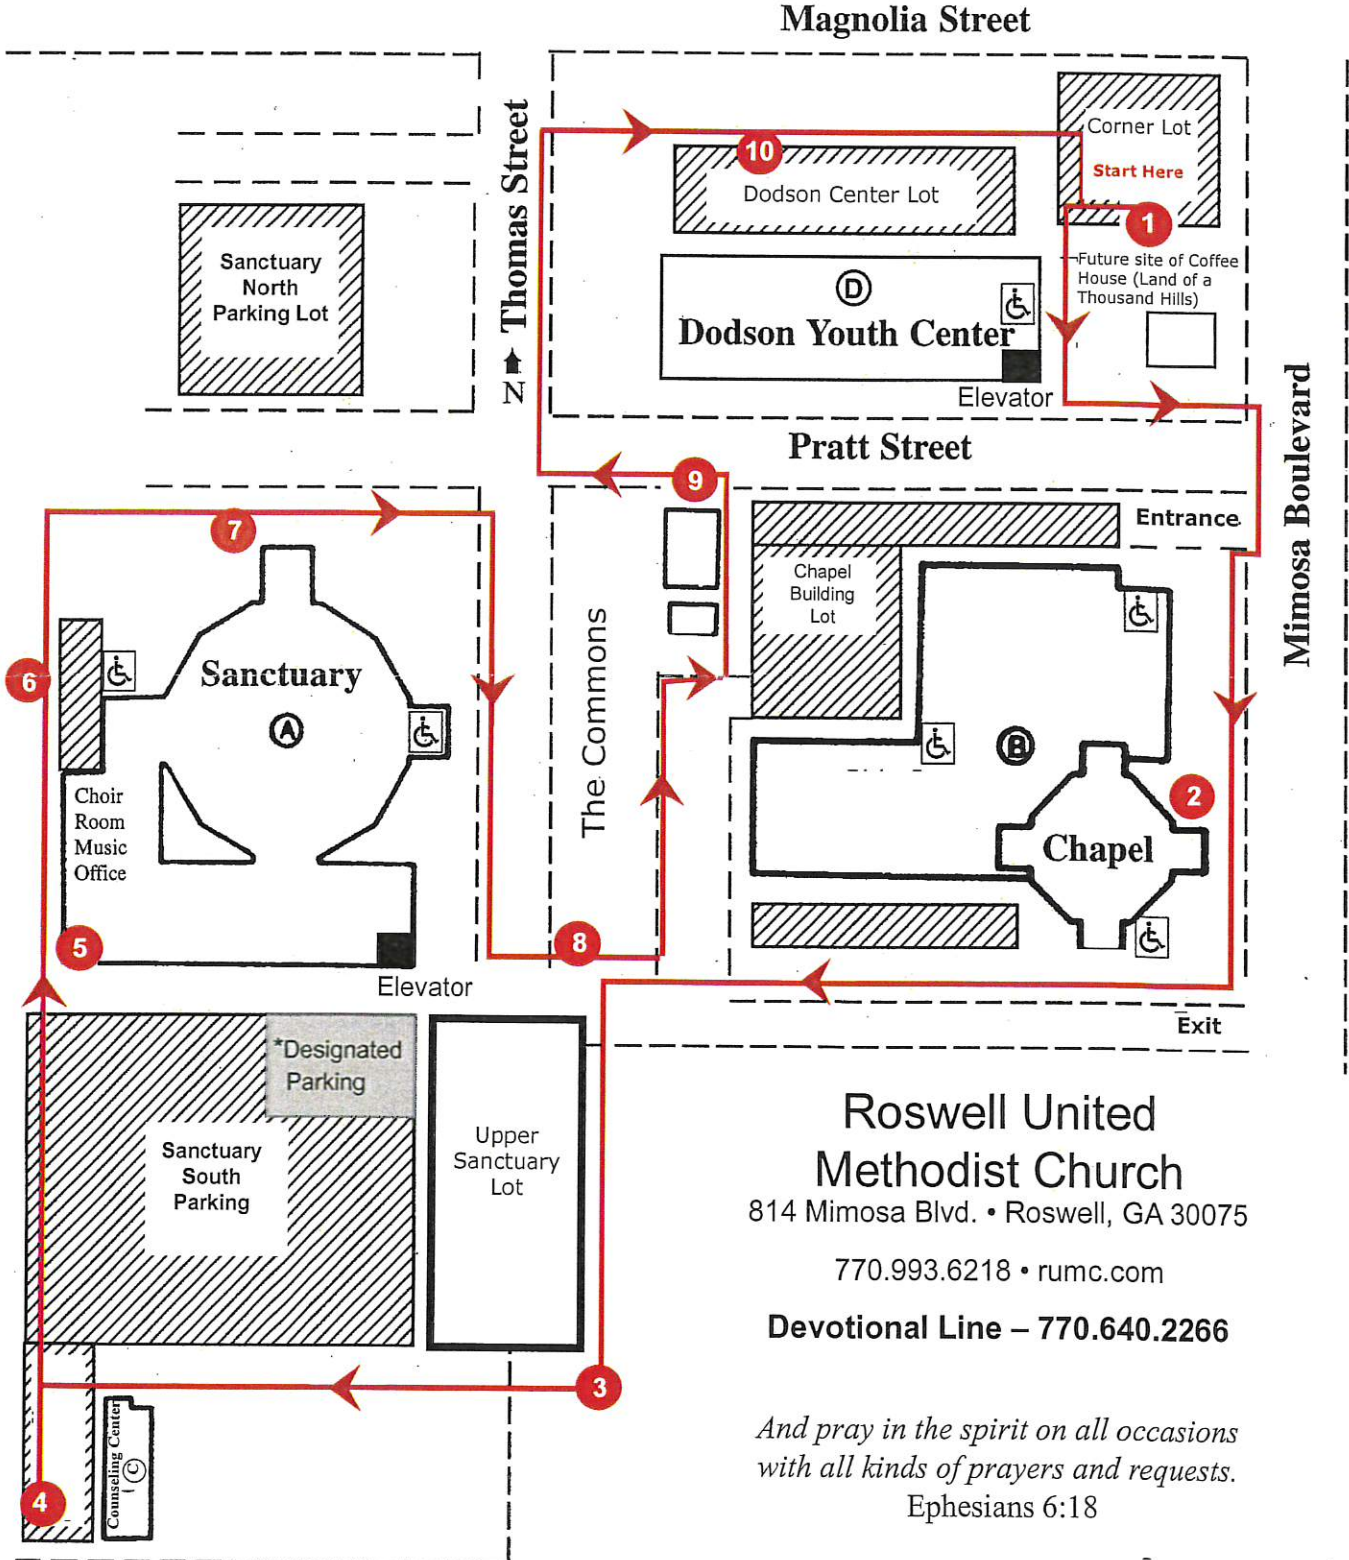 Magnolia Street
Thomas Street
N
Corner Lot
Start Here
1
10
Dodson Center Lot
Future site of Coffee
House (Land of a
Thousand Hills)
Sanctuary
North
Parking Lot
D
Dodson Youth Center
Elevator
Mimosa Boulevard
Pratt Street
9
7
Entrance
Chapel
Building
Lot
The Commons
6
Sanctuary
A
B
2
Chapel
Choir
Room
Music
Office
5
8
Elevator
Exit
*Designated
Parking
Sanctuary
South
Parking
Upper
Sanctuary
Lot
3
4
Counseling Center
C
Roswell United
Methodist Church
814 Mimosa Blvd. • Roswell, GA 30075
770.993.6218 • rumc.com
Devotional Line – 770.640.2266
And pray in the spirit on all occasions
with all kinds of prayers and requests.
Ephesians 6:18